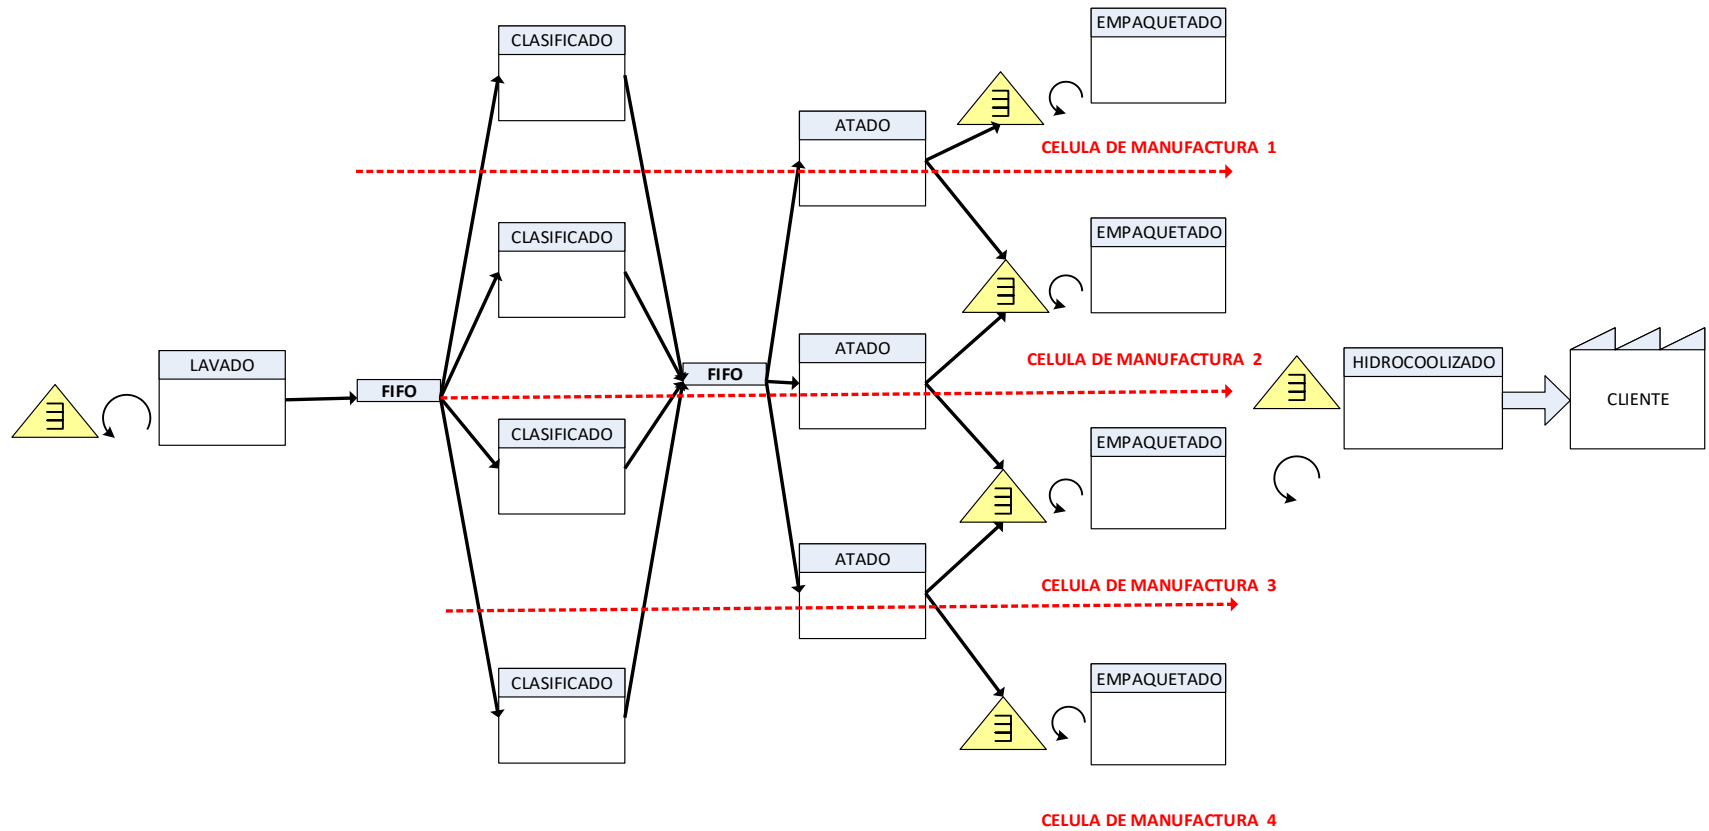 CLASIFICADO
EMPAQUETADO
ATADO
CELULA DE MANUFACTURA 1
CLASIFICADO
EMPAQUETADO
LAVADO
FIFO
FIFO
ATADO
CELULA DE MANUFACTURA 2
HIDROCOOLIZADO
CLIENTE
CLASIFICADO
EMPAQUETADO
ATADO
CELULA DE MANUFACTURA 3
CLASIFICADO
EMPAQUETADO
CELULA DE MANUFACTURA 4